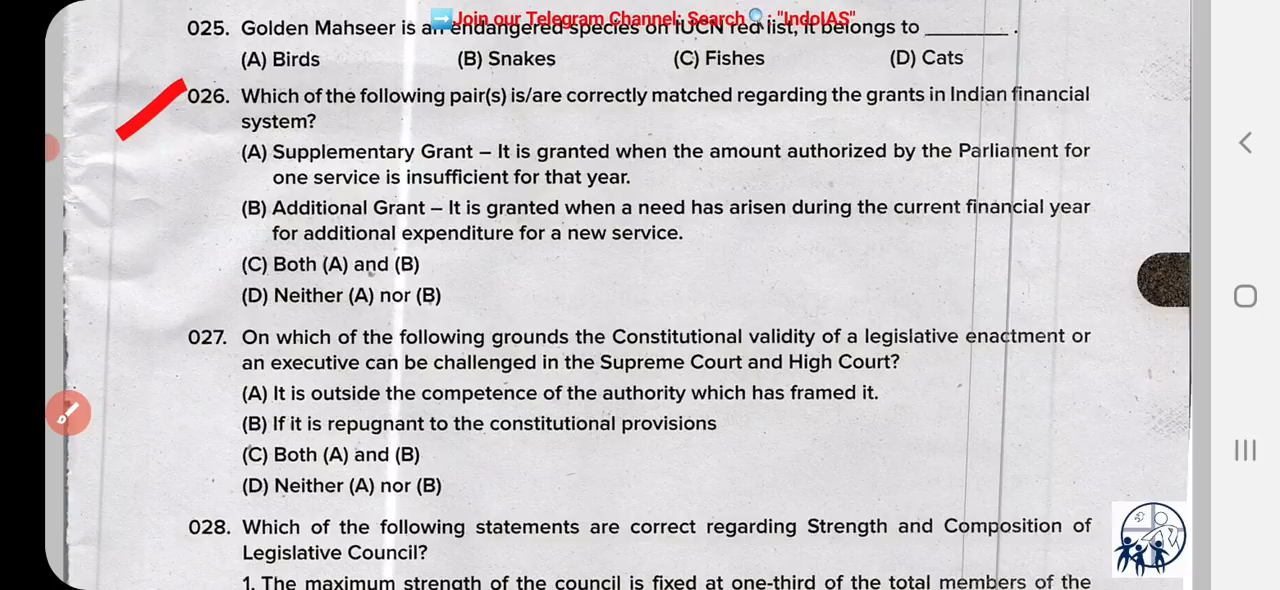 ➡️Join our Telegram Channel; Search🔍: "IndoIAS"
025. Golden Mahseer is an endangered species on IUCN red list, it belongs to ________ .
(A) Birds (B) Snakes (C) Fishes (D) Cats
026. Which of the following pair(s) is/are correctly matched regarding the grants in Indian financial
system?
(A) Supplementary Grant – It is granted when the amount authorized by the Parliament for
one service is insufficient for that year.
(B) Additional Grant – It is granted when a need has arisen during the current financial year
for additional expenditure for a new service.
(C) Both (A) and (B)
(D) Neither (A) nor (B)
027. On which of the following grounds the Constitutional validity of a legislative enactment or
an executive can be challenged in the Supreme Court and High Court?
(A) It is outside the competence of the authority which has framed it.
(B) If it is repugnant to the constitutional provisions
(C) Both (A) and (B)
(D) Neither (A) nor (B)
028. Which of the following statements are correct regarding Strength and Composition of
Legislative Council?
1. The maximum strength of the council is fixed at one-third of the total members of the